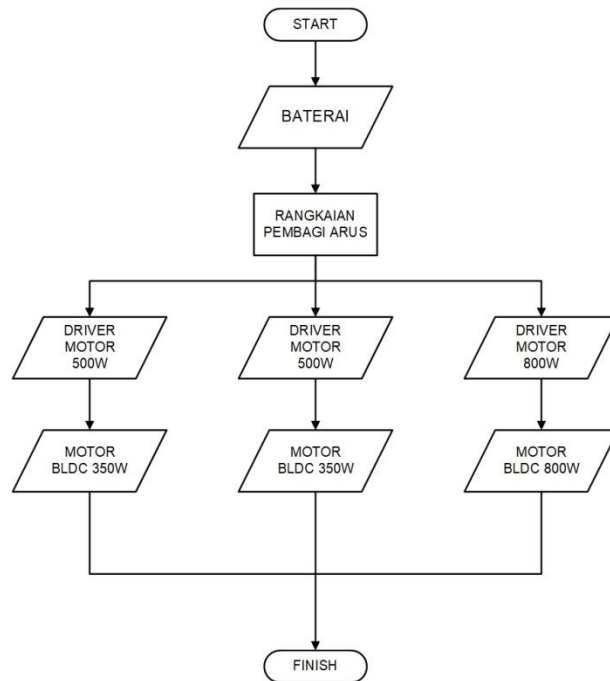 START
BATERAI
RANGKAIAN
PEMBAGI ARUS
DRIVER
MOTOR
500W
DRIVER
MOTOR
500W
DRIVER
MOTOR
800W
MOTOR
BLDC 350W
MOTOR
BLDC 350W
MOTOR
BLDC 800W
FINISH